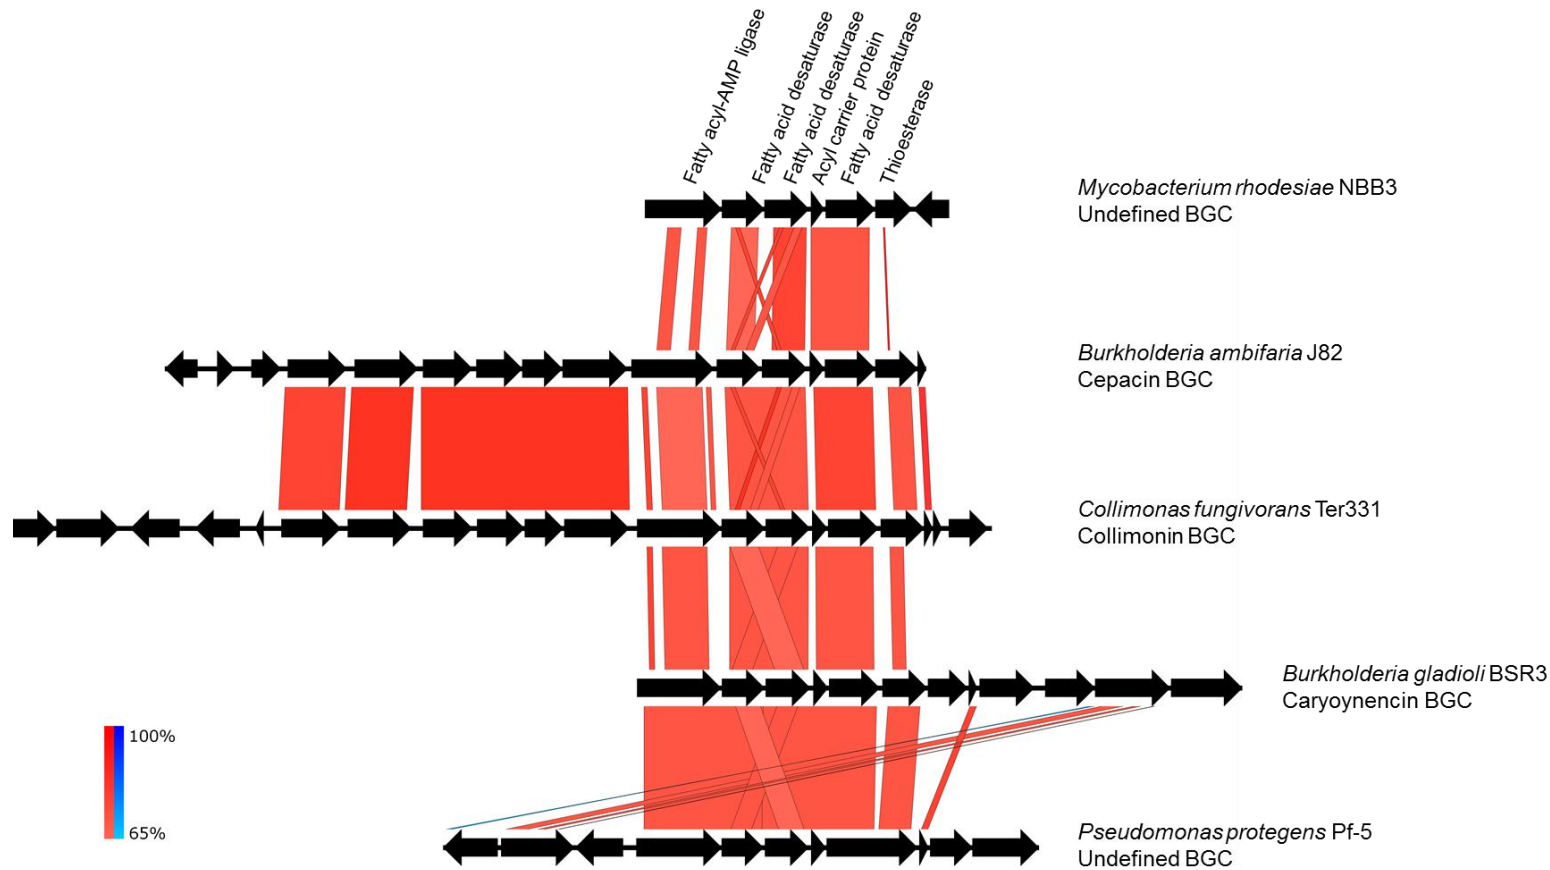 Fatty acyl-AMP ligase
Fatty acid desaturase
Fatty acid desaturase
Acyl carrier protein
Fatty acid desaturase
Thioesterase
Mycobacterium rhodesiae NBB3
Undefined BGC
Burkholderia ambifaria J82
Cepacin BGC
Collimonas fungivorans Ter331
Collimonin BGC
Burkholderia gladioli BSR3
Caryoynencin BGC
100%
65%
Pseudomonas protegens Pf-5
Undefined BGC